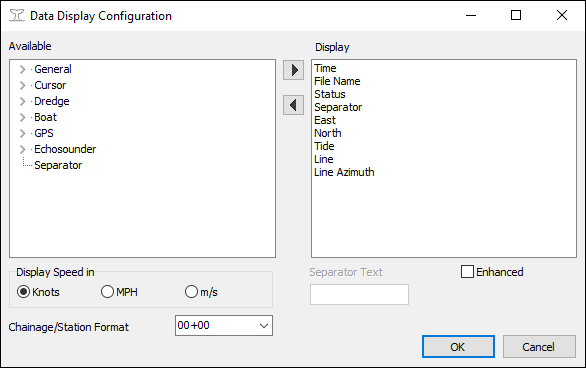 Data Display Configuration
Available
Display
General
Cursor
Dredge
Boat
GPS
Echosounder
Separator
Time
File Name
Status
Separator
East
North
Tide
Line
Line Azimuth
Display Speed in
Knots MPH m/s
Separator Text
Enhanced
Chainage/Station Format 00+00
OK Cancel